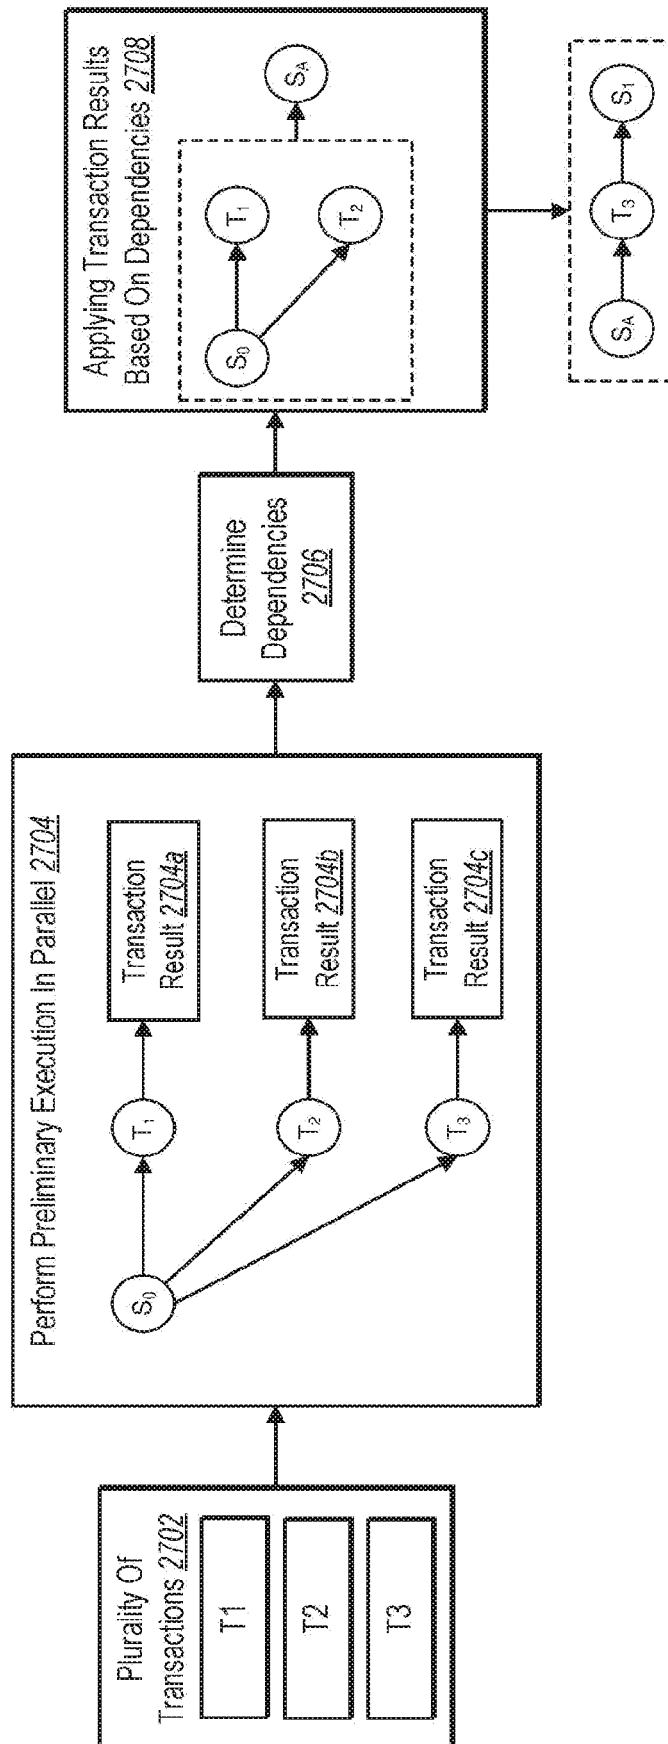 Plurality Of
Transactions 2702
T1
T2
T3
Perform Preliminary Execution In Parallel 2704
S₀
T₁
T₂
T₃
Transaction
Result 2704a
Transaction
Result 2704b
Transaction
Result 2704c
Determine
Dependencies
2706
Applying Transaction Results
Based On Dependencies 2708
S₀
T₁
T₂
S_A
S_A
T₃
S₁